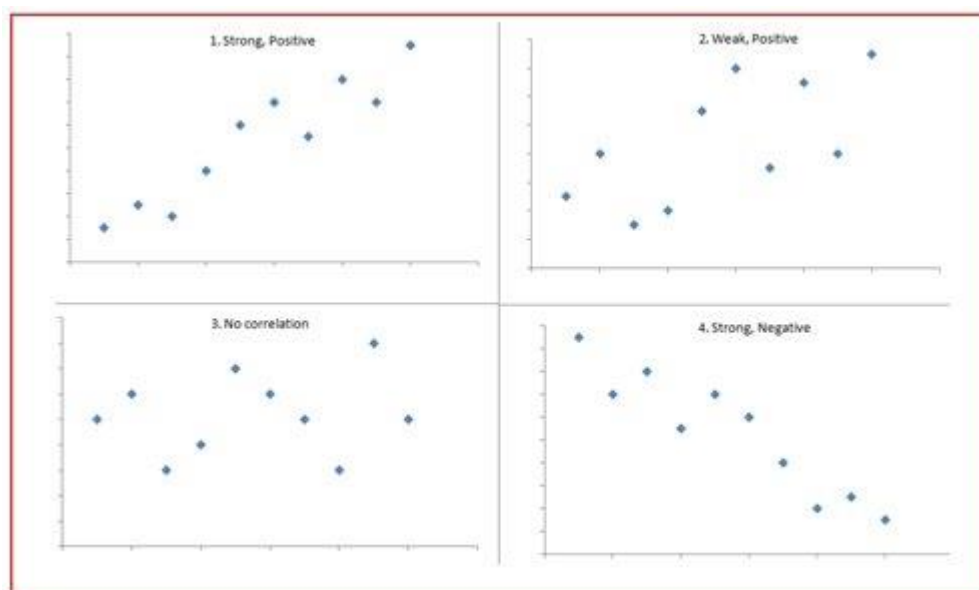 1. Strong, Positive
2. Weak, Positive
3. No correlation
4. Strong, Negative